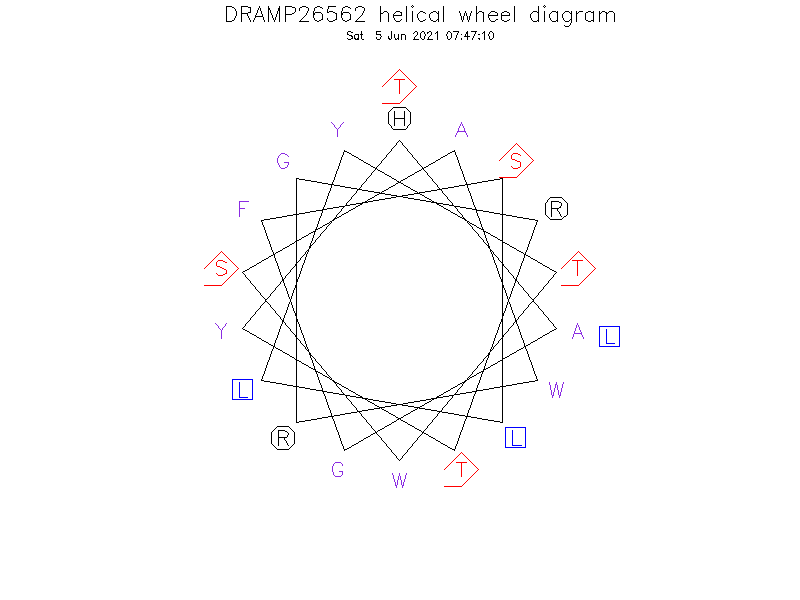 DRAMP26562 helical wheel diagram
Sat 5 Jun 2021 07:47:10
T
H
Y A
G S
F R
S T
Y A L
L W
R L
G T
W